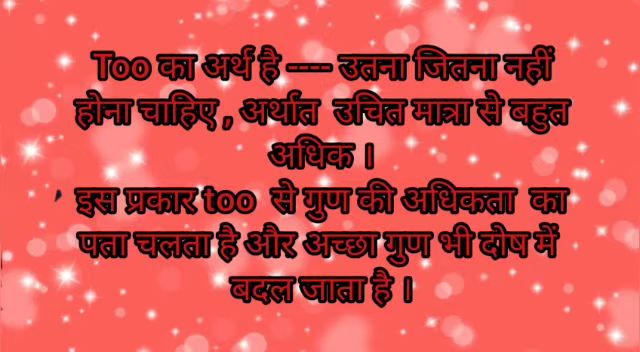 Too का अर्थ है ---- उतना जितना नहीं
होना चाहिए , अर्थात उचित मात्रा से बहुत
अधिक ।
इस प्रकार too से गुण की अधिकता का
पता चलता है और अच्छा गुण भी दोष में
बदल जाता है ।